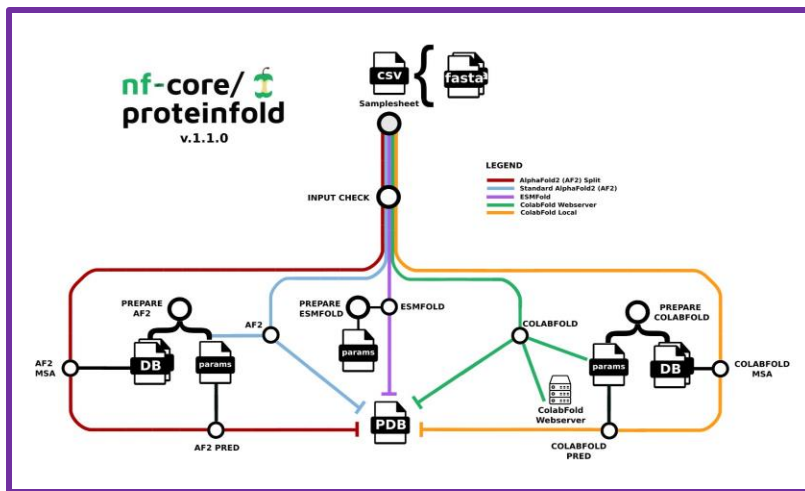 nf-core/
proteinfold
v.1.1.0
CSV
fasta
Samplesheet
LEGEND
AlphaFold2 (AF2) Split
Standard AlphaFold2 (AF2)
ESMFold
ColabFold Webserver
ColabFold Local
INPUT CHECK
PREPARE
AF2
AF2
PREPARE
ESMFOLD
ESMFOLD
COLABFOLD
PREPARE
COLABFOLD
DB
params
params
params
DB
AF2
MSA
COLABFOLD
MSA
ColabFold
Webserver
PDB
AF2 PRED
COLABFOLD
PRED